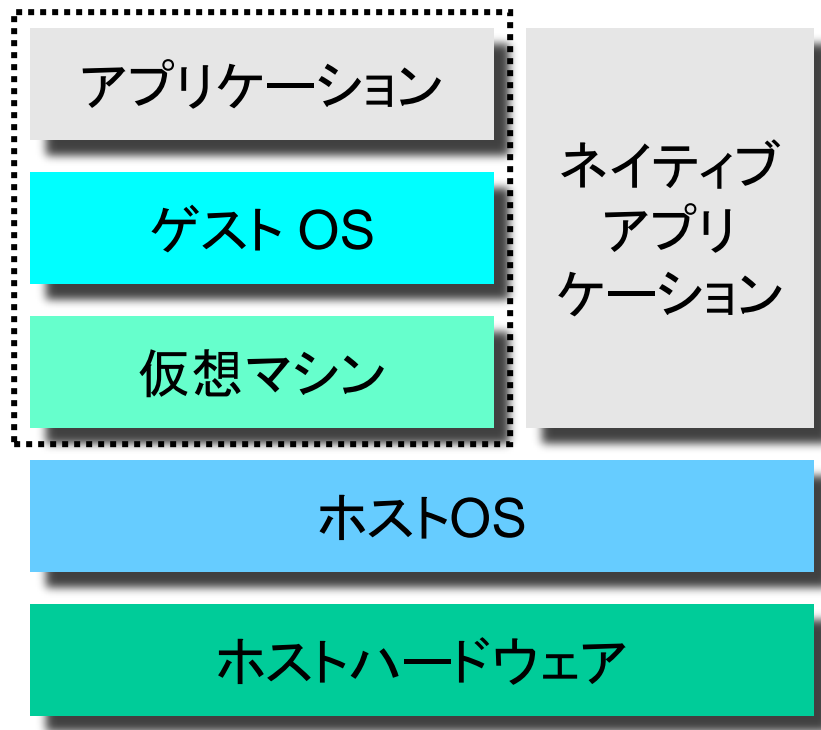 アプリケーション
ゲスト OS
仮想マシン
ネイティブ
アプリ
ケーション
ホストOS
ホストハードウェア